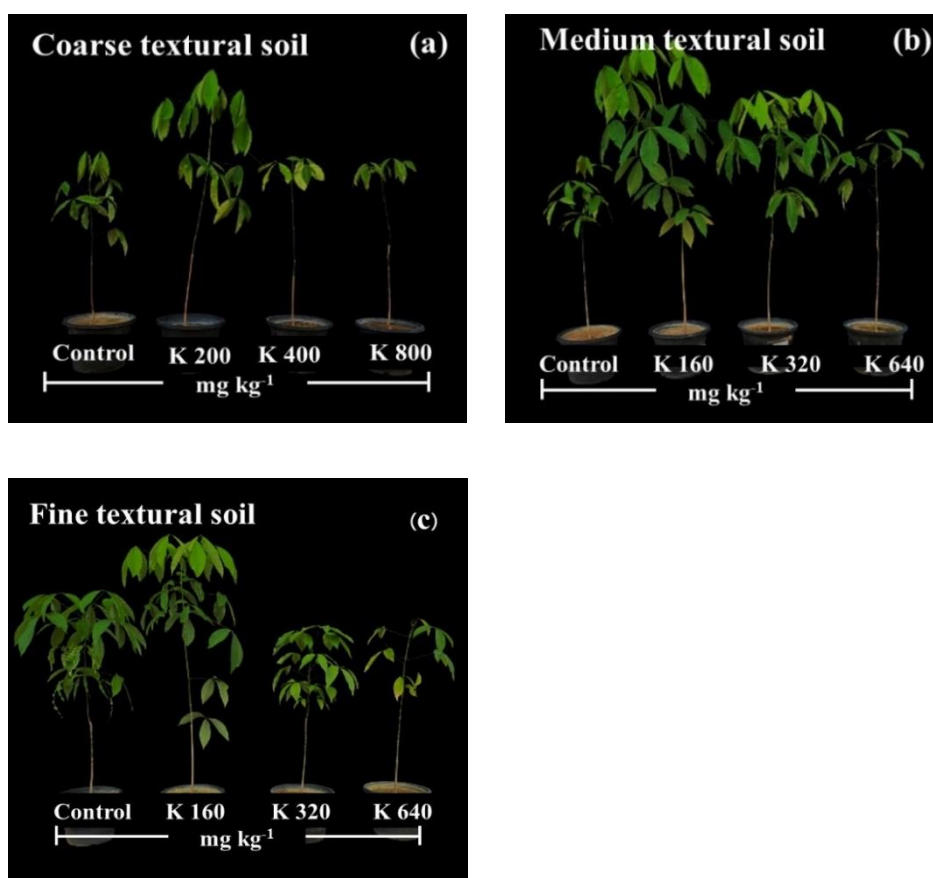 Coarse textural soil (a)
Control K 200 K 400 K 800
mg kg⁻¹
Medium textural soil (b)
Control K 160 K 320 K 640
mg kg⁻¹
Fine textural soil (c)
Control K 160 K 320 K 640
mg kg⁻¹